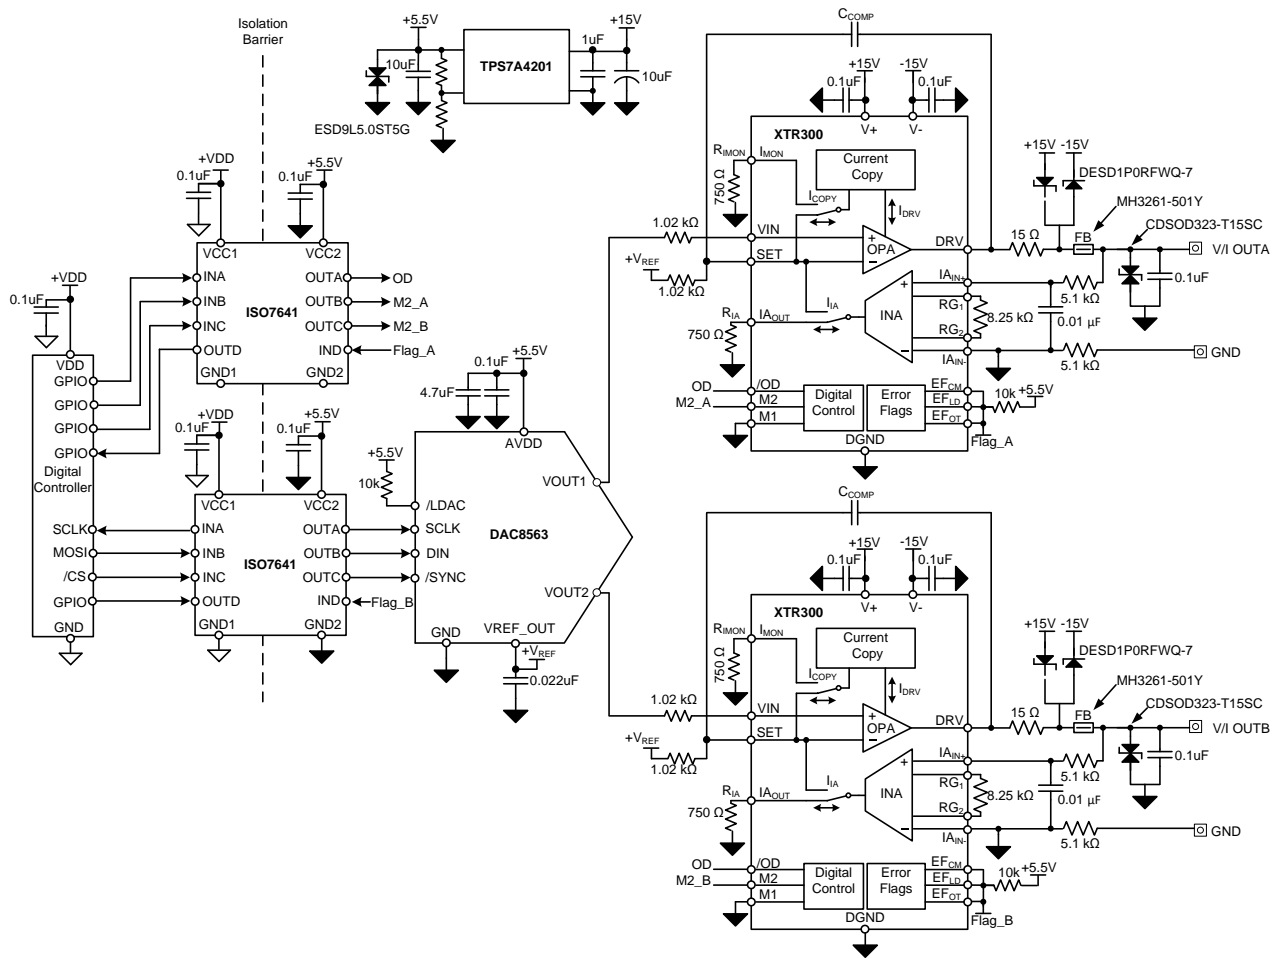 Isolation
Barrier
+5.5V
10uF
TPS7A4201
1uF
+15V
10uF
ESD9L5.0ST5G
+VDD
0.1uF
+5.5V
0.1uF
VCC1
VCC2
INA
INB
INC
OUTD
GND1
ISO7641
OUTA
OUTB
OUTC
IND
GND2
OD
M2_A
M2_B
Flag_A
+VDD
0.1uF
VDD
GPIO
GPIO
GPIO
GPIO
Digital
Controller
SCLK
MOSI
/CS
GPIO
GND
+VDD
0.1uF
+5.5V
0.1uF
VCC1
VCC2
INA
INB
INC
OUTD
GND1
ISO7641
OUTA
OUTB
OUTC
IND
GND2
Flag_B
+5.5V
0.1uF
4.7uF
AVDD
+5.5V
10k
/LDAC
SCLK
DIN
/SYNC
DAC8563
VOUT1
VOUT2
GND
VREF_OUT
+VREF
0.022uF
CCOMP
+15V
-15V
0.1uF
0.1uF
V+
V-
XTR300
RIMON
IMON
750 Ω
Current
Copy
ICOPY
IDRV
1.02 kΩ
VIN
+VREF
SET
1.02 kΩ
+
OPA
−
DRV
RIA
IAOUT
750 Ω
IIA
+
INA
−
IAIN+
RG1
RG2
IAIN-
8.25 kΩ
0.01 µF
5.1 kΩ
5.1 kΩ
15 Ω
+15V
-15V
DESD1P0RFWQ-7
MH3261-501Y
CDSOD323-T15SC
FB
V/I OUTA
0.1uF
GND
OD
M2_A
/OD
M2
M1
Digital
Control
Error
Flags
EFCM
EFLD
EFOT
10k
+5.5V
Flag_A
DGND
CCOMP
+15V
-15V
0.1uF
0.1uF
V+
V-
XTR300
RIMON
IMON
750 Ω
Current
Copy
ICOPY
IDRV
1.02 kΩ
VIN
+VREF
SET
1.02 kΩ
+
OPA
−
DRV
RIA
IAOUT
750 Ω
IIA
+
INA
−
IAIN+
RG1
RG2
IAIN-
8.25 kΩ
0.01 µF
5.1 kΩ
5.1 kΩ
15 Ω
+15V
-15V
DESD1P0RFWQ-7
MH3261-501Y
CDSOD323-T15SC
FB
V/I OUTB
0.1uF
GND
OD
M2_B
/OD
M2
M1
Digital
Control
Error
Flags
EFCM
EFLD
EFOT
10k
+5.5V
Flag_B
DGND